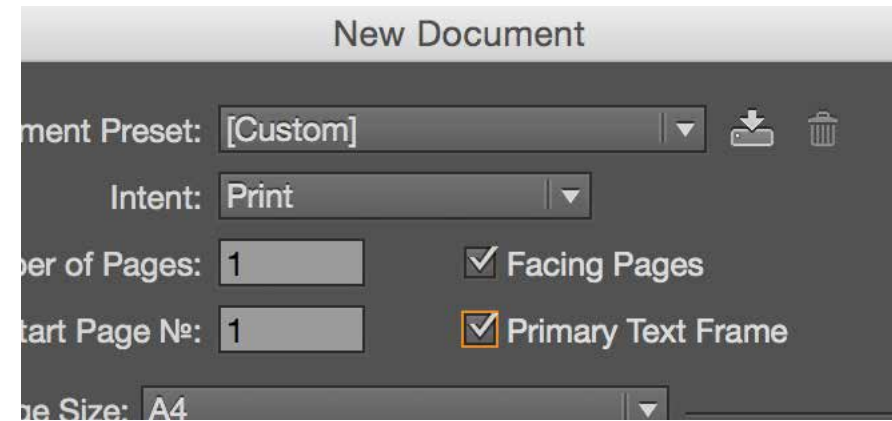 New Document
ment Preset: [Custom]
Intent: Print
ber of Pages: 1 Facing Pages
tart Page №: 1 Primary Text Frame
ge Size: A4